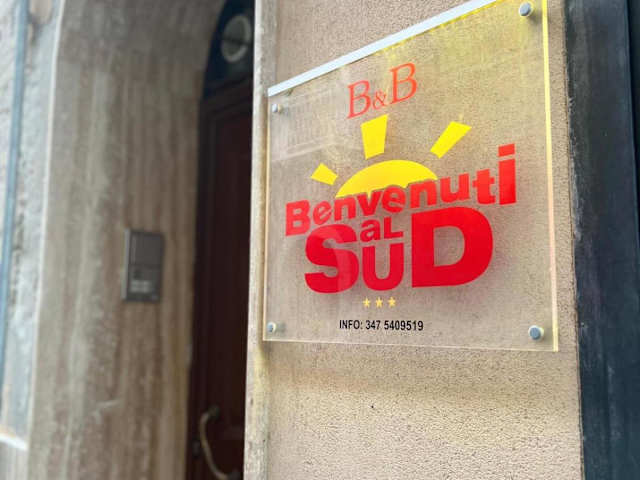 B&B
Benvenuti
AL
SUD
INFO: 347 5409519